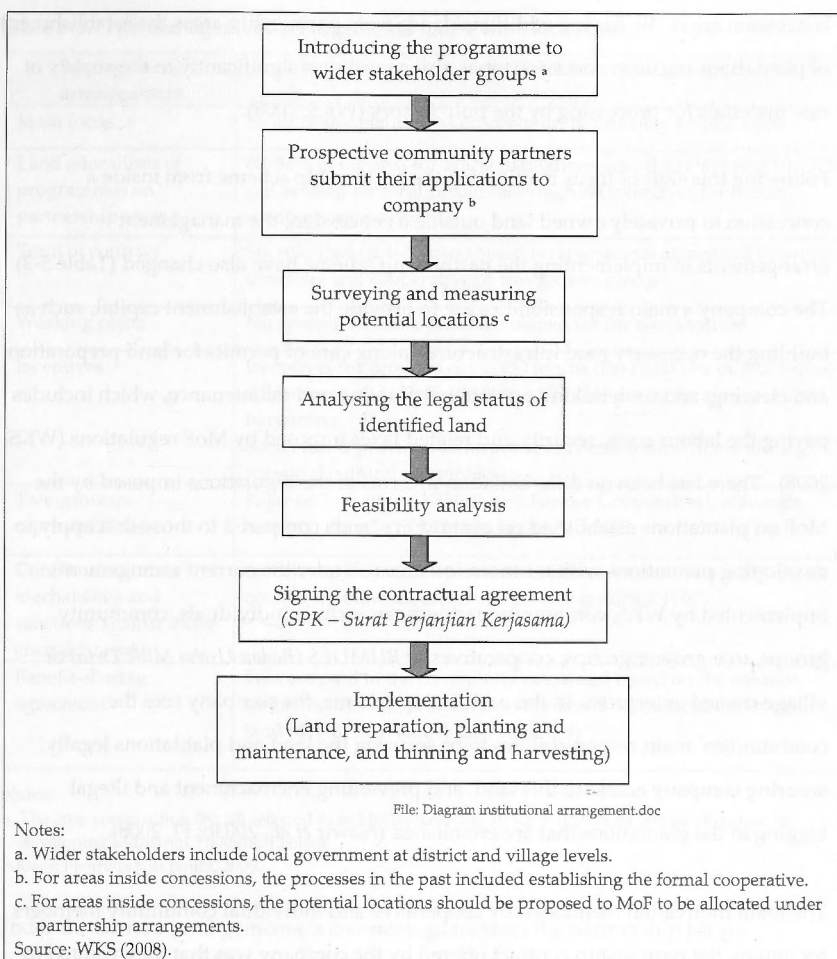 Introducing the programme to
wider stakeholder groups a
Prospective community partners
submit their applications to
company b
Surveying and measuring
potential locations c
Analysing the legal status of
identified land
Feasibility analysis
Signing the contractual agreement
(SPK – Surat Perjanjian Kerjasama)
Implementation
(Land preparation, planting and
maintenance, and thinning and harvesting)
File: Diagram institutional arrangement.doc
Notes:
a. Wider stakeholders include local government at district and village levels.
b. For areas inside concessions, the processes in the past included establishing the formal cooperative.
c. For areas inside concessions, the potential locations should be proposed to MoF to be allocated under
partnership arrangements.
Source: WKS (2008).